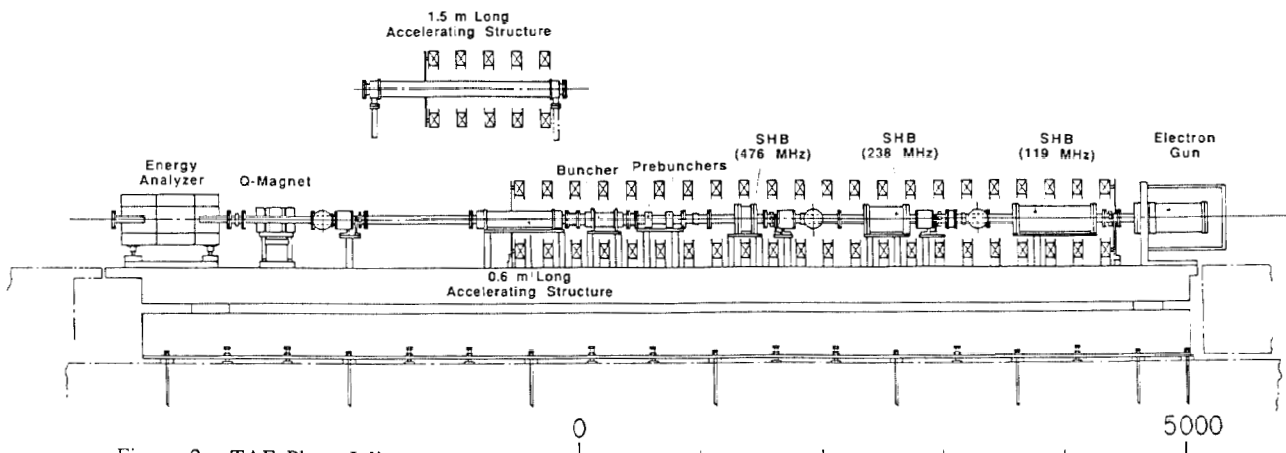 1.5 m Long
Accelerating Structure
SHB
(476 MHz)
SHB
(238 MHz)
SHB
(119 MHz)
Electron
Gun
Energy
Analyzer
Q-Magnet
Buncher
Prebunchers
0.6 m Long
Accelerating Structure
0
5000